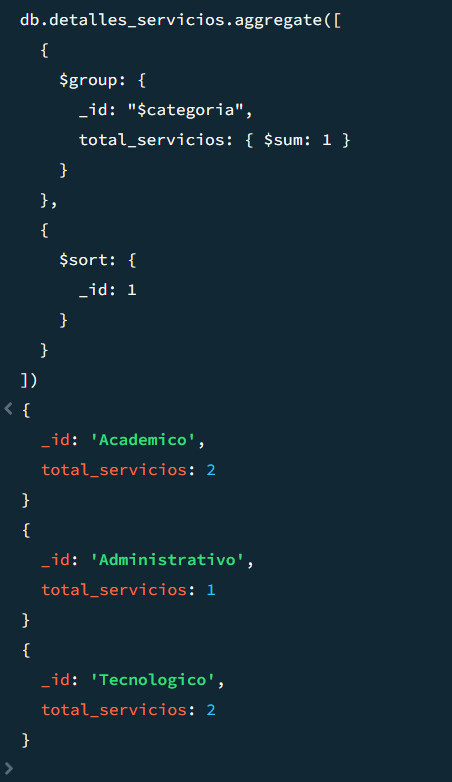 db.detalles_servicios.aggregate([
  {
    $group: {
      _id: "$categoria",
      total_servicios: { $sum: 1 }
    }
  },
  {
    $sort: {
      _id: 1
    }
  }
])
< {
  _id: 'Academico',
  total_servicios: 2
}
{
  _id: 'Administrativo',
  total_servicios: 1
}
{
  _id: 'Tecnologico',
  total_servicios: 2
}
>